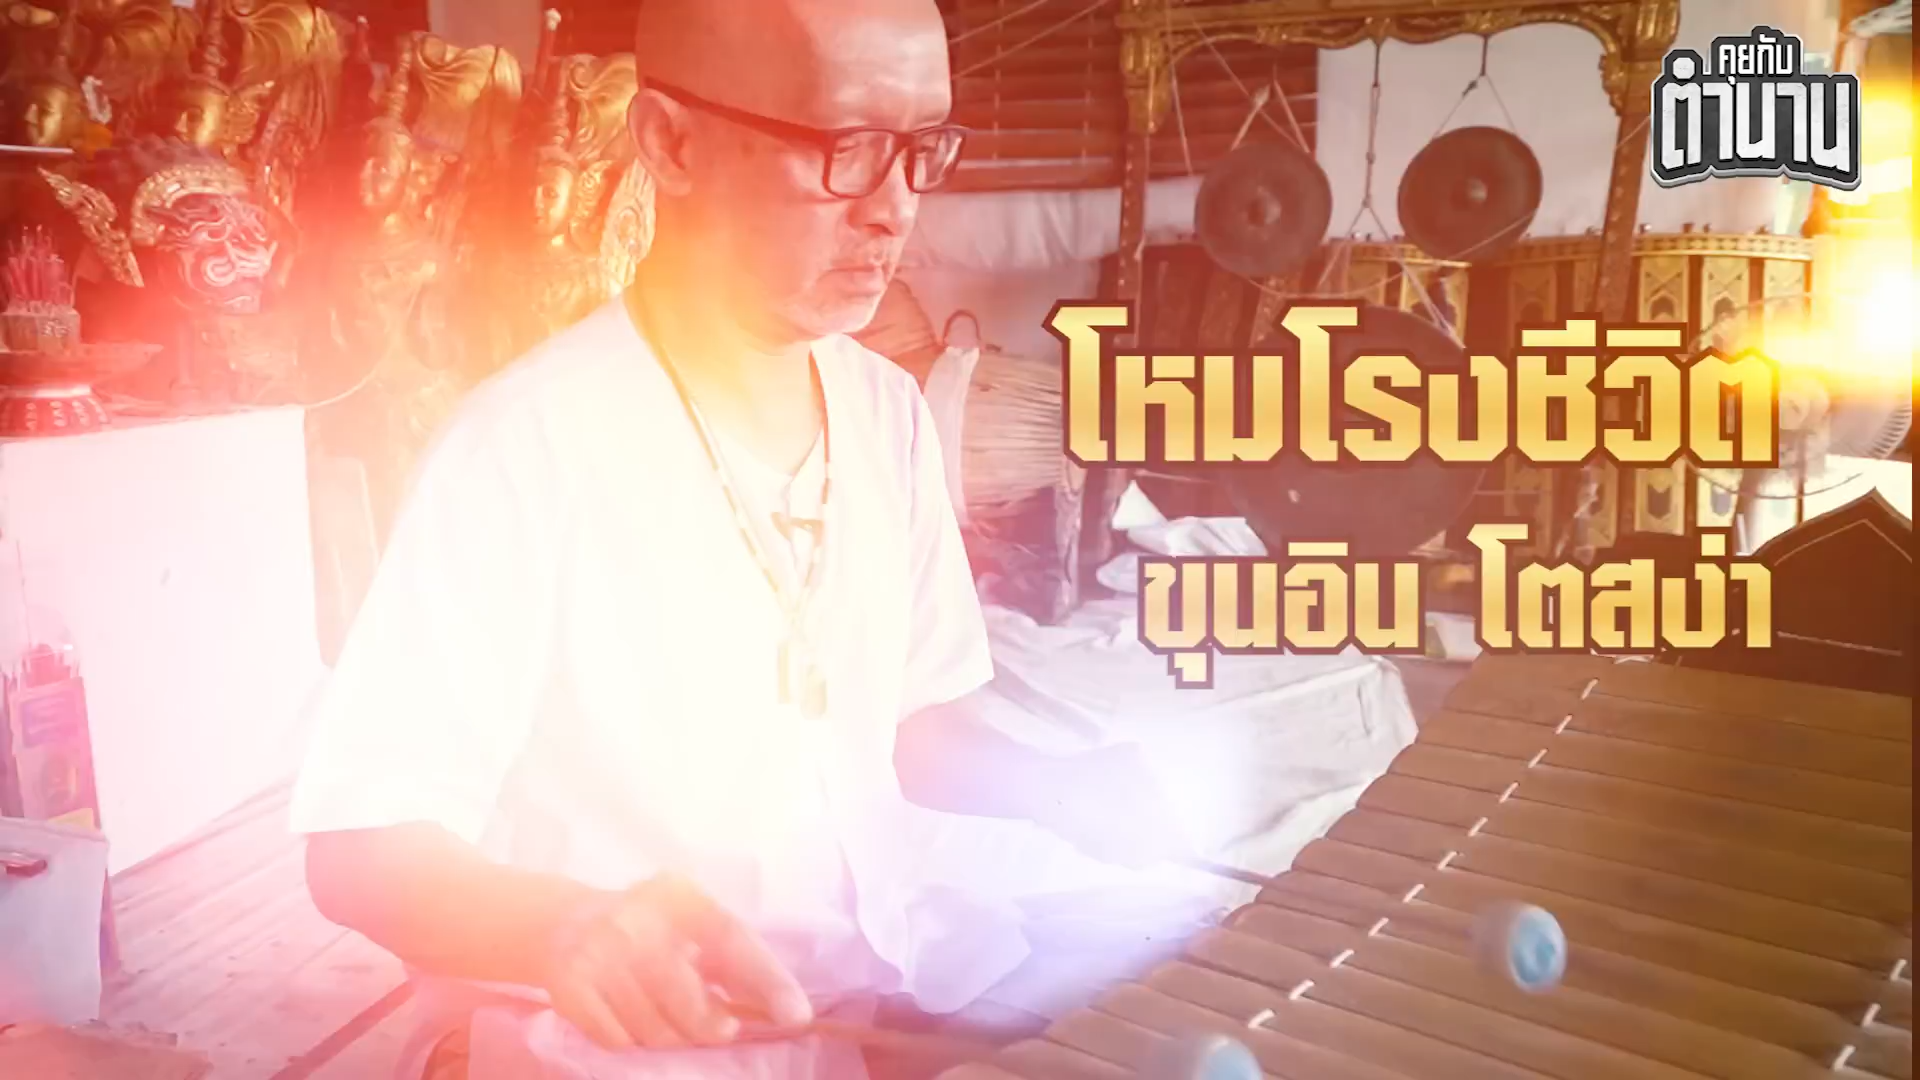 คุยกับ
ตำนาน
โหมโรงชีวิต
ขุนอิน โตสง่า